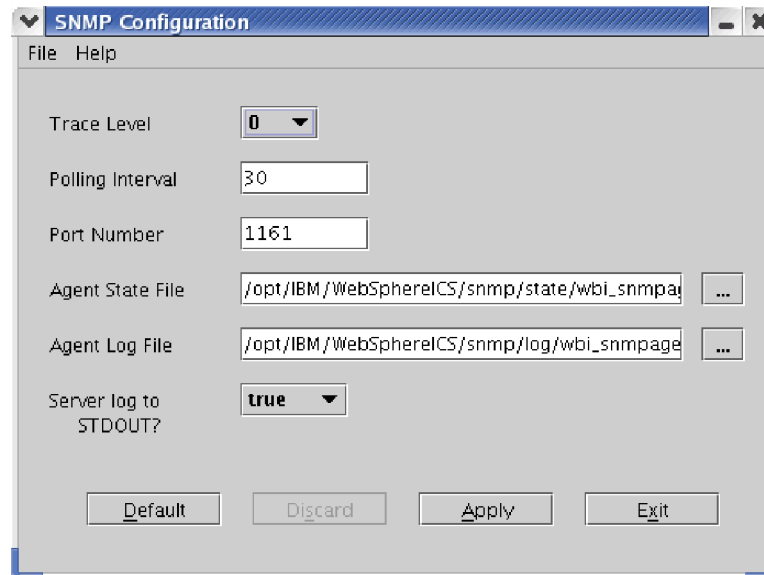 SNMP Configuration
File Help
Trace Level 0
Polling Interval 30
Port Number 1161
Agent State File /opt/IBM/WebSphereICS/snmp/state/wbi_snmpag ...
Agent Log File /opt/IBM/WebSphereICS/snmp/log/wbi_snmpage ...
Server log to true
STDOUT?
Default Discard Apply Exit